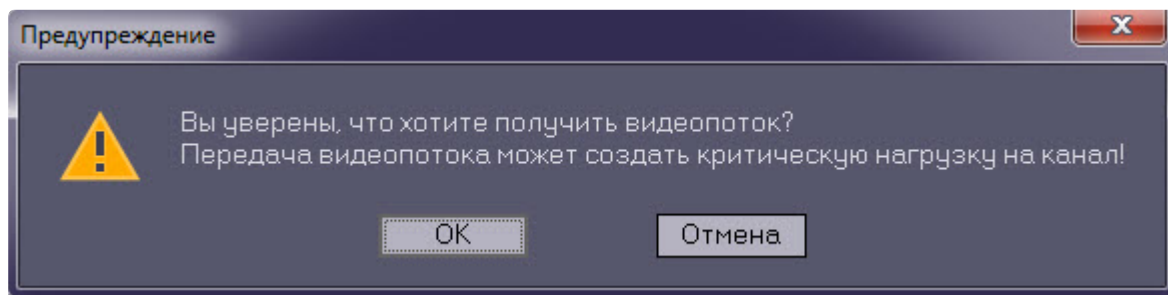 Предупреждение
Вы уверены, что хотите получить видеопоток?
Передача видеопотока может создать критическую нагрузку на канал!
OK
Отмена